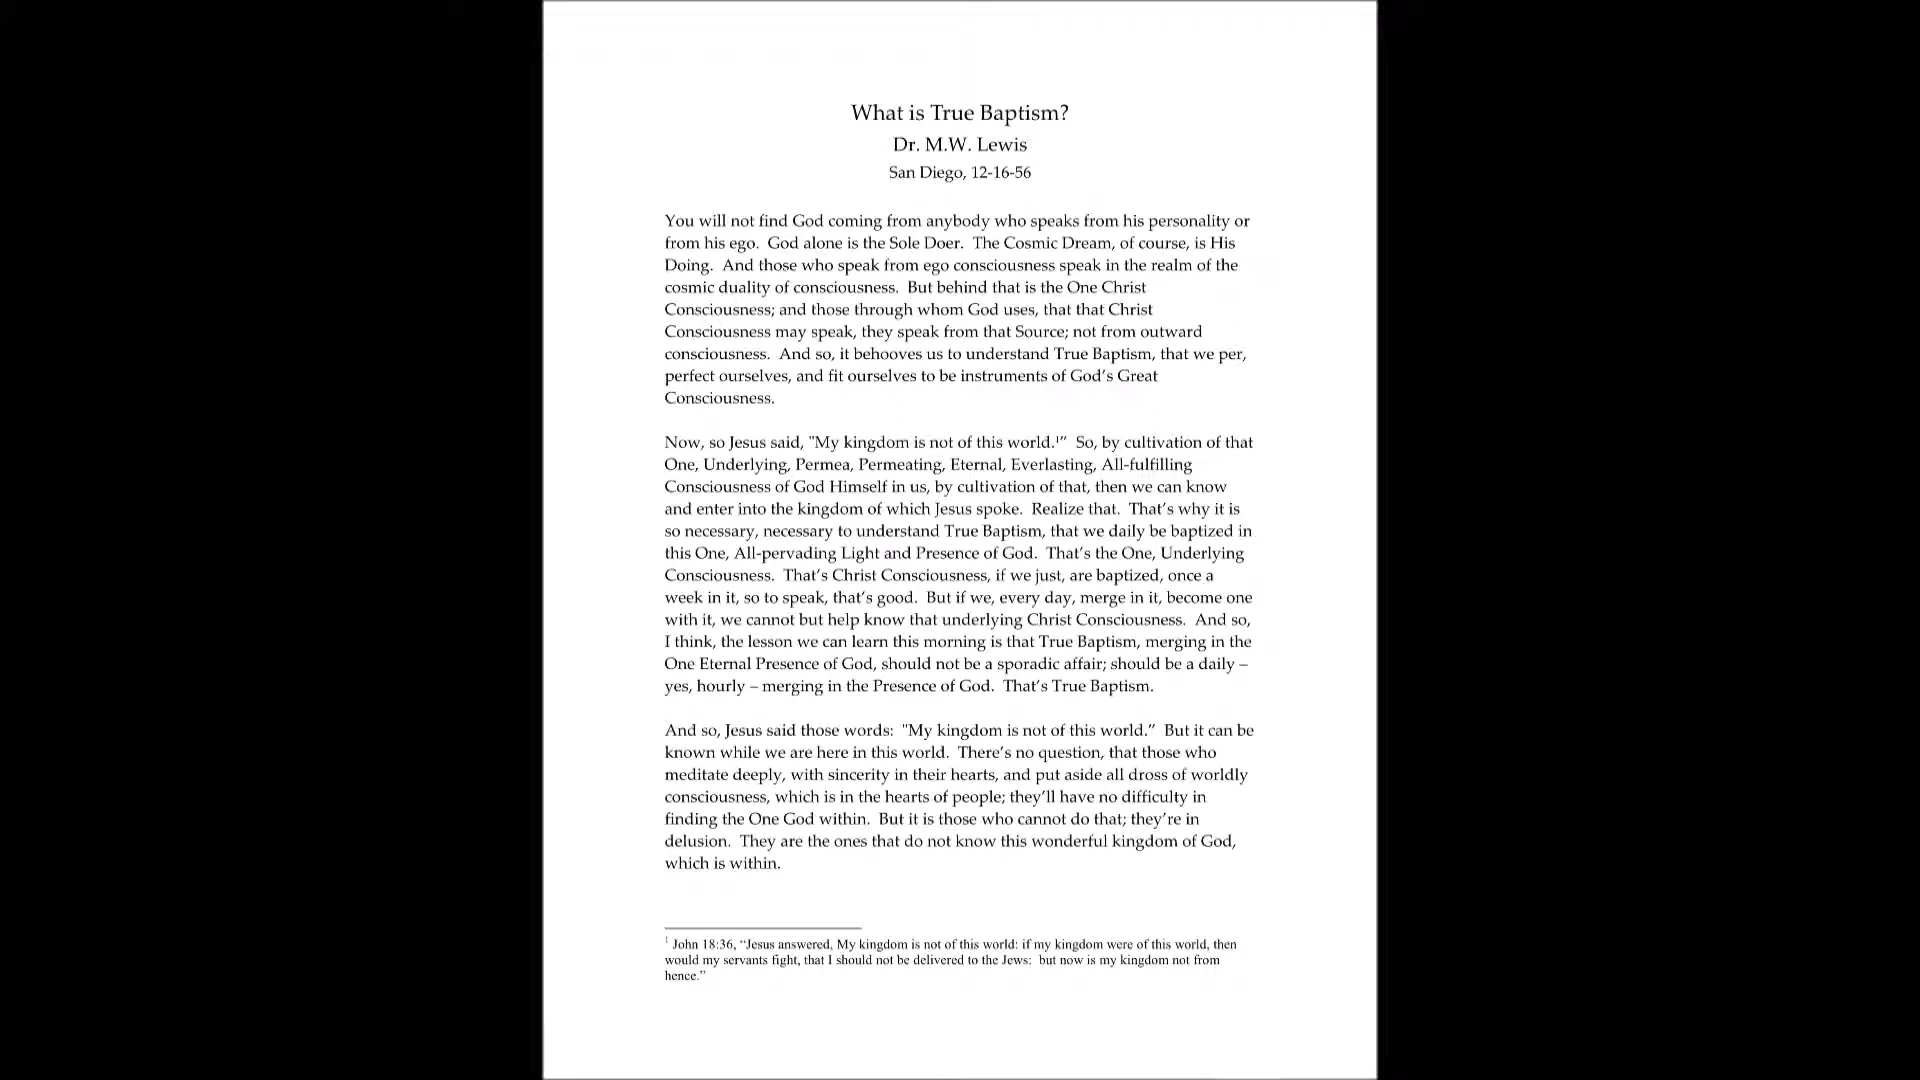 What is True Baptism?
Dr. M.W. Lewis
San Diego, 12-16-56
You will not find God coming from anybody who speaks from his personality or
from his ego.  God alone is the Sole Doer.  The Cosmic Dream, of course, is His
Doing.  And those who speak from ego consciousness speak in the realm of the
cosmic duality of consciousness.  But behind that is the One Christ
Consciousness; and those through whom God uses, that that Christ
Consciousness may speak, they speak from that Source; not from outward
consciousness.  And so, it behooves us to understand True Baptism, that we per,
perfect ourselves, and fit ourselves to be instruments of God’s Great
Consciousness.
Now, so Jesus said, "My kingdom is not of this world.¹”  So, by cultivation of that
One, Underlying, Permea, Permeating, Eternal, Everlasting, All-fulfilling
Consciousness of God Himself in us, by cultivation of that, then we can know
and enter into the kingdom of which Jesus spoke.  Realize that.  That’s why it is
so necessary, necessary to understand True Baptism, that we daily be baptized in
this One, All-pervading Light and Presence of God.  That’s the One, Underlying
Consciousness.  That’s Christ Consciousness, if we just, are baptized, once a
week in it, so to speak, that’s good.  But if we, every day, merge in it, become one
with it, we cannot but help know that underlying Christ Consciousness.  And so,
I think, the lesson we can learn this morning is that True Baptism, merging in the
One Eternal Presence of God, should not be a sporadic affair; should be a daily –
yes, hourly – merging in the Presence of God.  That’s True Baptism.
And so, Jesus said those words:  "My kingdom is not of this world.”  But it can be
known while we are here in this world.  There’s no question, that those who
meditate deeply, with sincerity in their hearts, and put aside all dross of worldly
consciousness, which is in the hearts of people; they’ll have no difficulty in
finding the One God within.  But it is those who cannot do that; they’re in
delusion.  They are the ones that do not know this wonderful kingdom of God,
which is within.
¹ John 18:36, “Jesus answered, My kingdom is not of this world: if my kingdom were of this world, then
would my servants fight, that I should not be delivered to the Jews:  but now is my kingdom not from
hence.”